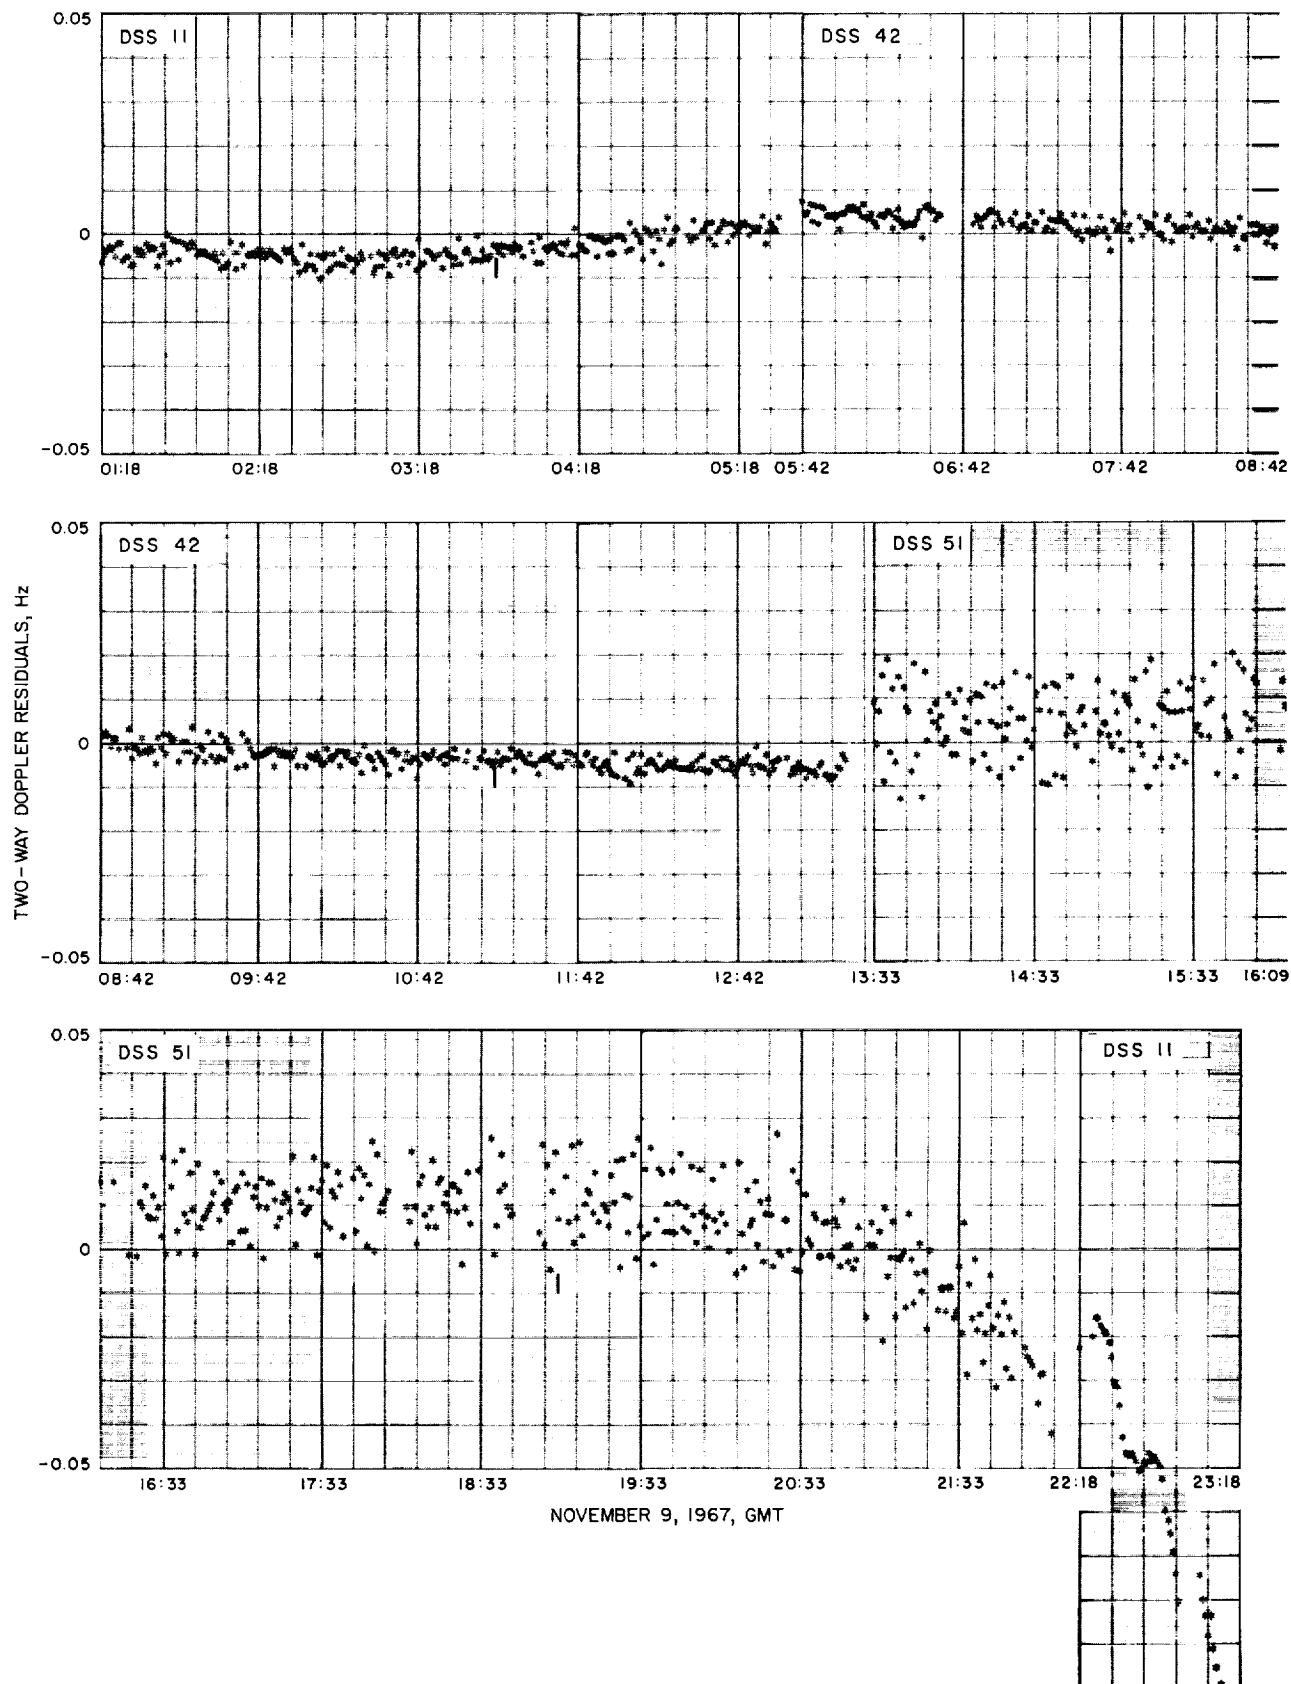 0.05
DSS 11
DSS 42
0
-0.05
01:18 02:18 03:18 04:18 05:18 05:42 06:42 07:42 08:42
0.05
DSS 42
DSS 51
0
-0.05
08:42 09:42 10:42 11:42 12:42 13:33 14:33 15:33 16:09
TWO-WAY DOPPLER RESIDUALS, Hz
0.05
DSS 51
DSS 11
0
-0.05
16:33 17:33 18:33 19:33 20:33 21:33 22:18 23:18
NOVEMBER 9, 1967, GMT